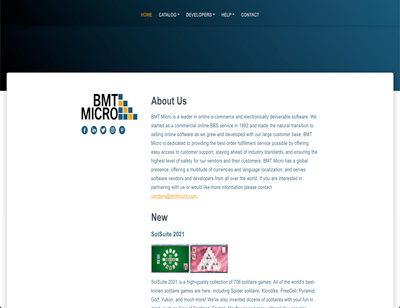 HOME CATALOG DEVELOPERS HELP CONTACT
BMT
MICRO
About Us
BMT Micro is a leader in online e-commerce and electronically deliverable software. We
started as a commercial online BBS service in 1992 and made the natural transition to
selling online software as we grew and developed with our large customer base. BMT
Micro is dedicated to providing the best order fulfillment service possible by offering
easy access to customer support, staying ahead of industry standards, and ensuring the
highest level of safety for our vendors and their customers. BMT Micro has a global
presence, offering a multitude of currencies and language localization, and serves
software vendors and developers from all over the world. If you are interested in
partnering with us or would like more information please contact
vendors@bmtmicro.com.
New
SolSuite 2021
SolSuite 2021 is a high-quality collection of 706 solitaire games. All of the world's best-
known solitaire games are here, including Spider solitaire, Klondike, FreeCell, Pyramid,
Golf, Yukon, and much more! We've also invented dozens of solitaires for your fun in